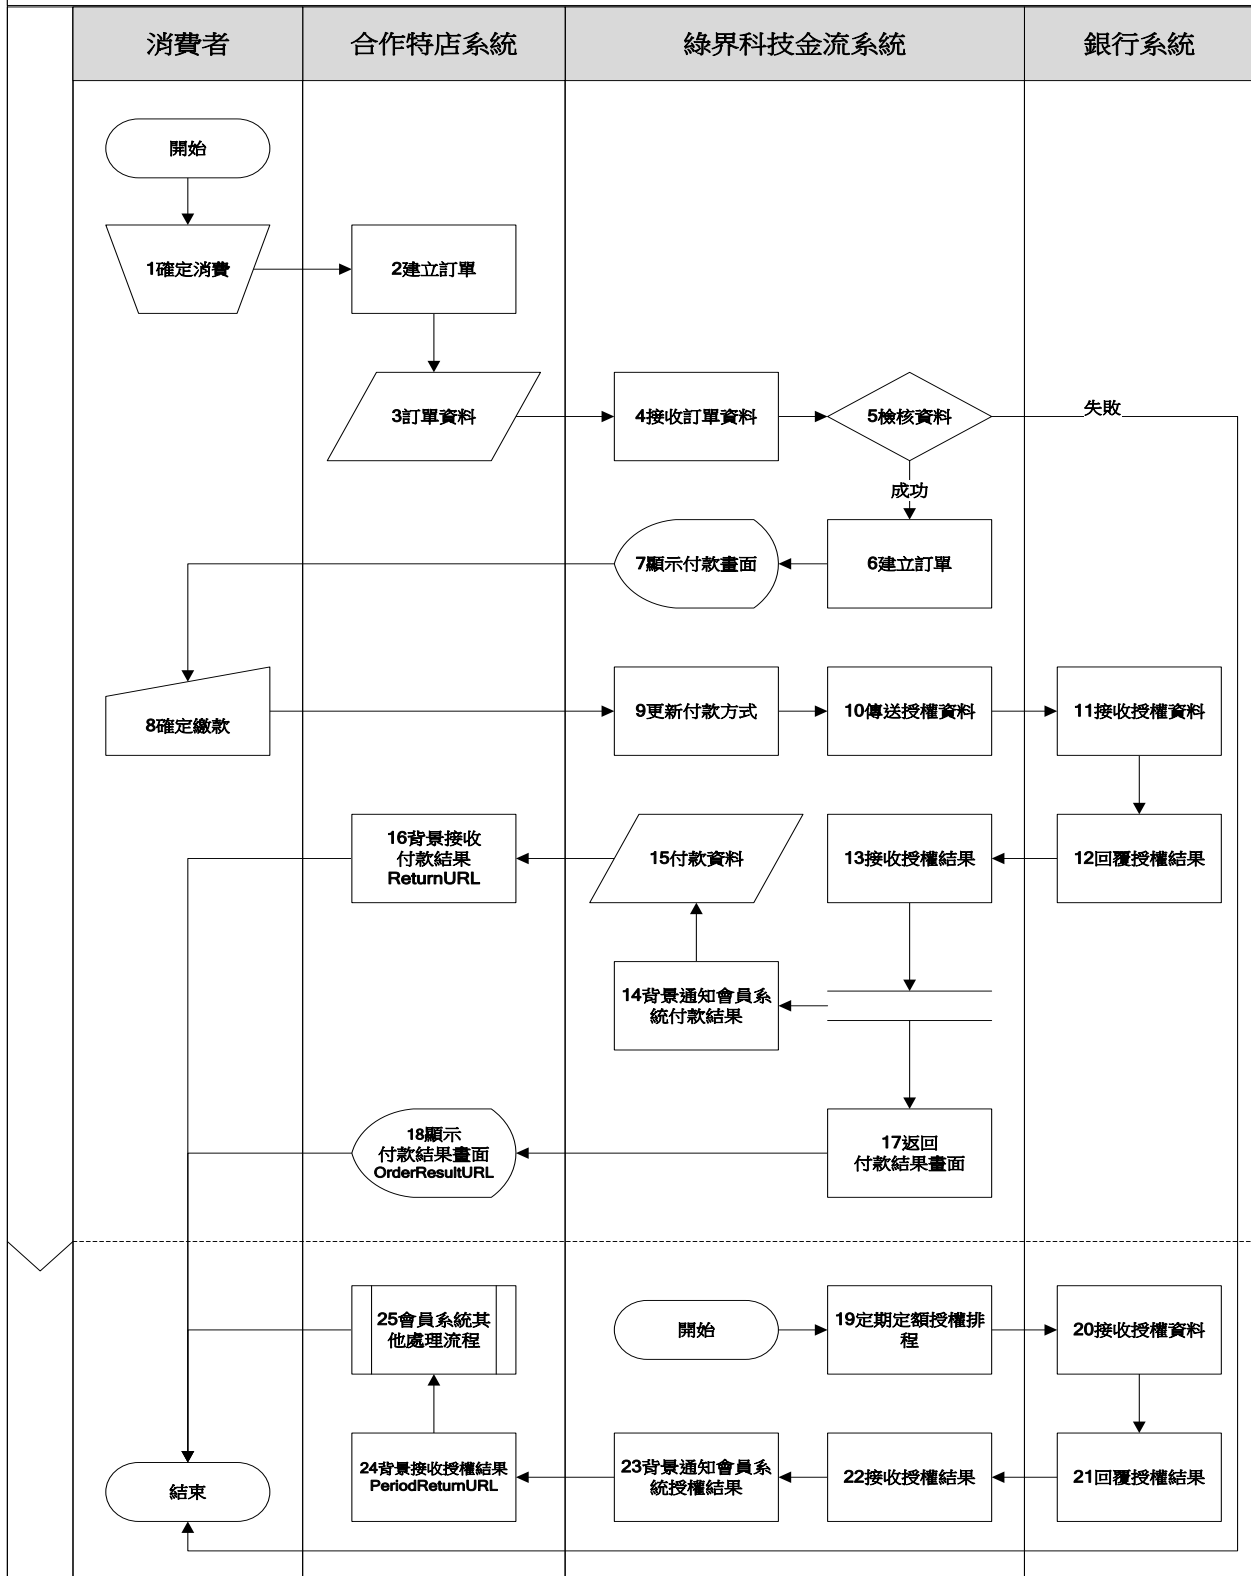 消費者
合作特店系統
綠界科技金流系統
銀行系統
開始
1確定消費
2建立訂單
3訂單資料
4接收訂單資料
5檢核資料
失敗
成功
7顯示付款畫面
6建立訂單
8確定繳款
9更新付款方式
10傳送授權資料
11接收授權資料
16背景接收
付款結果
ReturnURL
15付款資料
13接收授權結果
12回覆授權結果
14背景通知會員系
統付款結果
18顯示
付款結果畫面
OrderResultURL
17返回
付款結果畫面
25會員系統其
他處理流程
開始
19定期定額授權排
程
20接收授權資料
結束
24背景接收授權結果
PeriodReturnURL
23背景通知會員系
統授權結果
22接收授權結果
21回覆授權結果